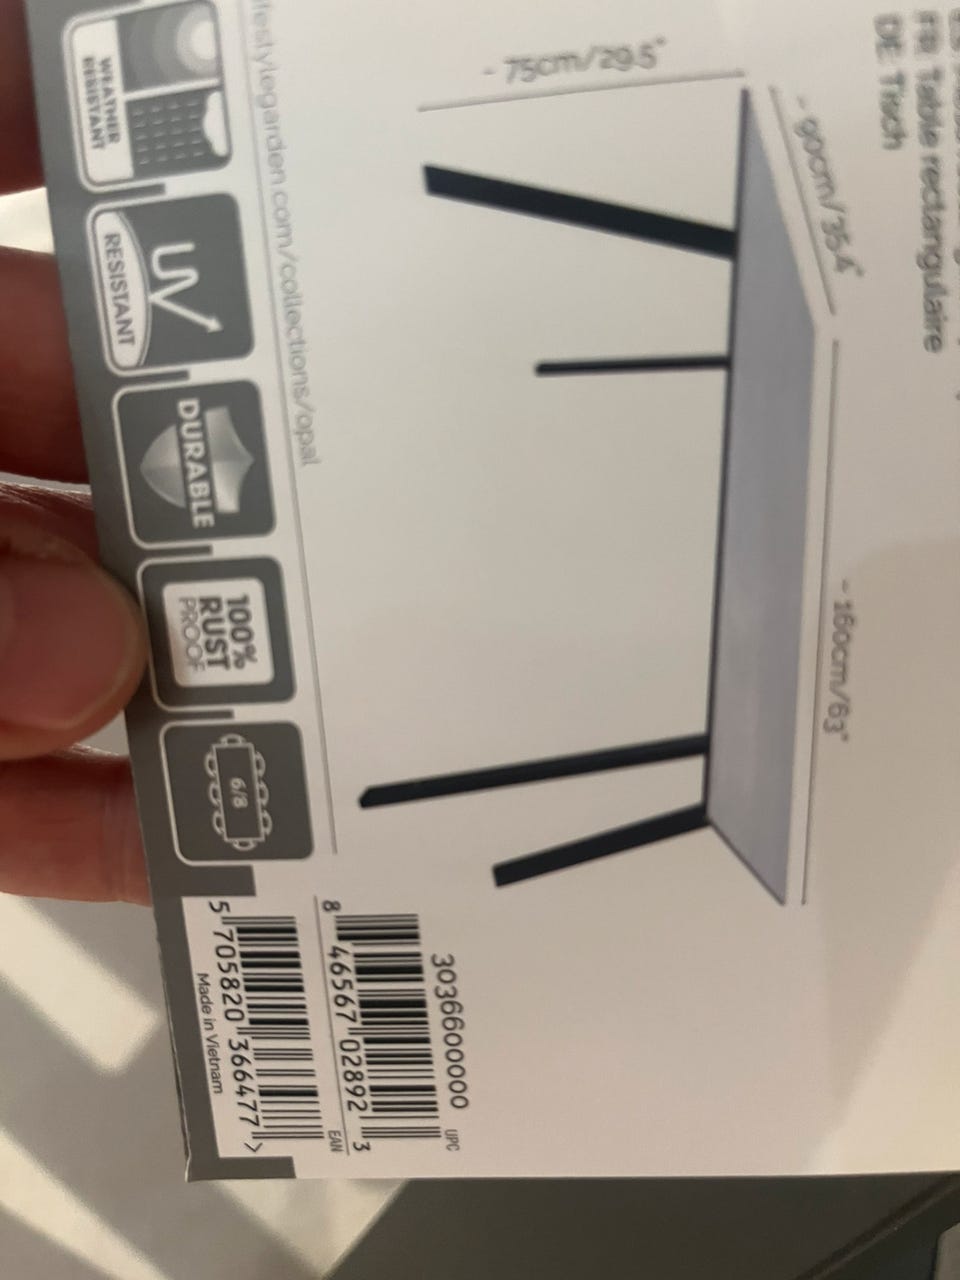 FR Table rectangulaire
DE Tisch
- 75cm/29.5"
- 90cm/35.4"
- 160cm/63"
festylegarden.com/collections/opal
WEATHER
RESISTANT
UV
RESISTANT
DURABLE
100%
RUST
PROOF
6/8
3036600000
UPC
8 46567 02892 3
EAN
5 705820 366477 >
Made in Vietnam